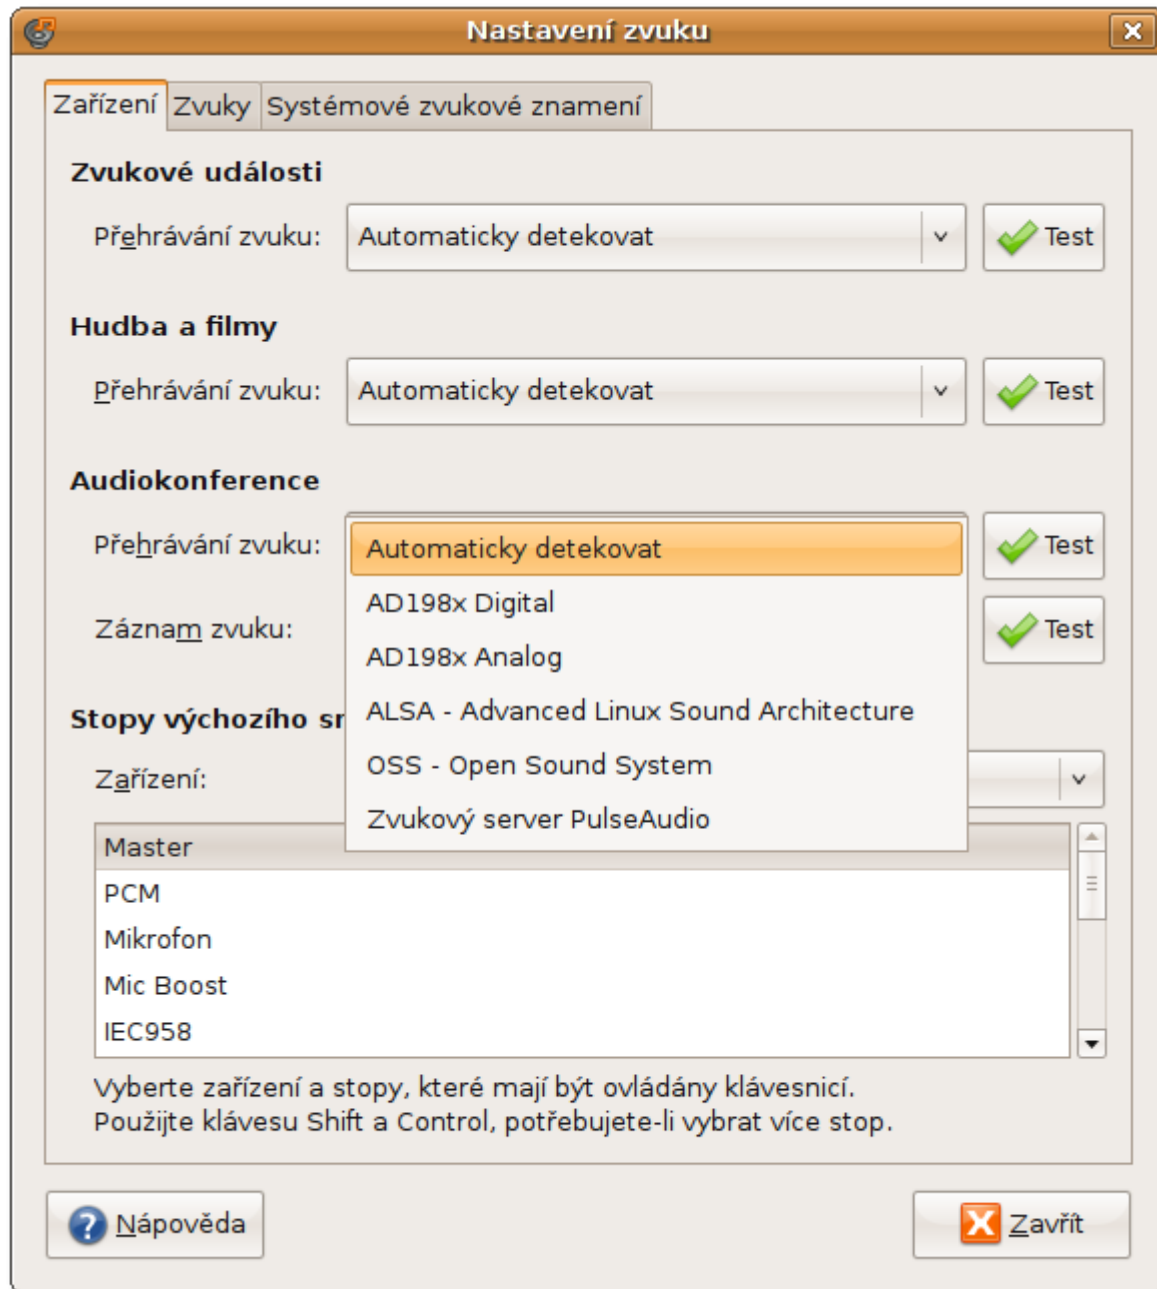 Nastavení zvuku
Zařízení Zvuky Systémové zvukové znamení
Zvukové události
Přehrávání zvuku: Automaticky detekovat Test
Hudba a filmy
Přehrávání zvuku: Automaticky detekovat Test
Audiokonference
Přehrávání zvuku: Automaticky detekovat Test
AD198x Digital
Záznam zvuku: Test
AD198x Analog
Stopy výchozího
ALSA - Advanced Linux Sound Architecture
OSS - Open Sound System
Zařízení:
Zvukový server PulseAudio
Master
PCM
Mikrofon
Mic Boost
IEC958
Vyberte zařízení a stopy, které mají být ovládány klávesnicí.
Použijte klávesu Shift a Control, potřebujete-li vybrat více stop.
Nápověda Zavřít